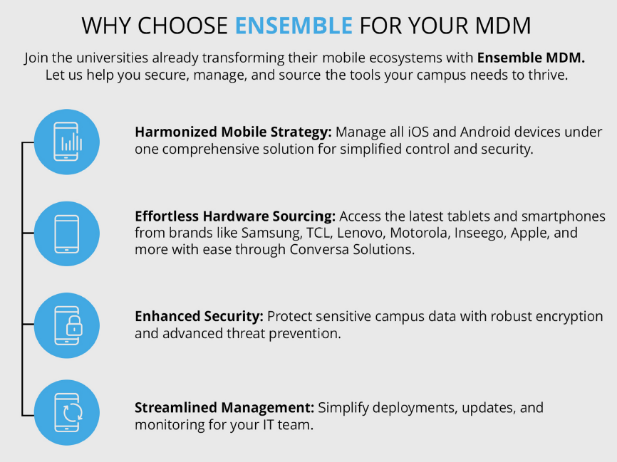 WHY CHOOSE ENSEMBLE FOR YOUR MDM
Join the universities already transforming their mobile ecosystems with Ensemble MDM.
Let us help you secure, manage, and source the tools your campus needs to thrive.
Harmonized Mobile Strategy: Manage all iOS and Android devices under
one comprehensive solution for simplified control and security.
Effortless Hardware Sourcing: Access the latest tablets and smartphones
from brands like Samsung, TCL, Lenovo, Motorola, Inseego, Apple, and
more with ease through Conversa Solutions.
Enhanced Security: Protect sensitive campus data with robust encryption
and advanced threat prevention.
Streamlined Management: Simplify deployments, updates, and
monitoring for your IT team.